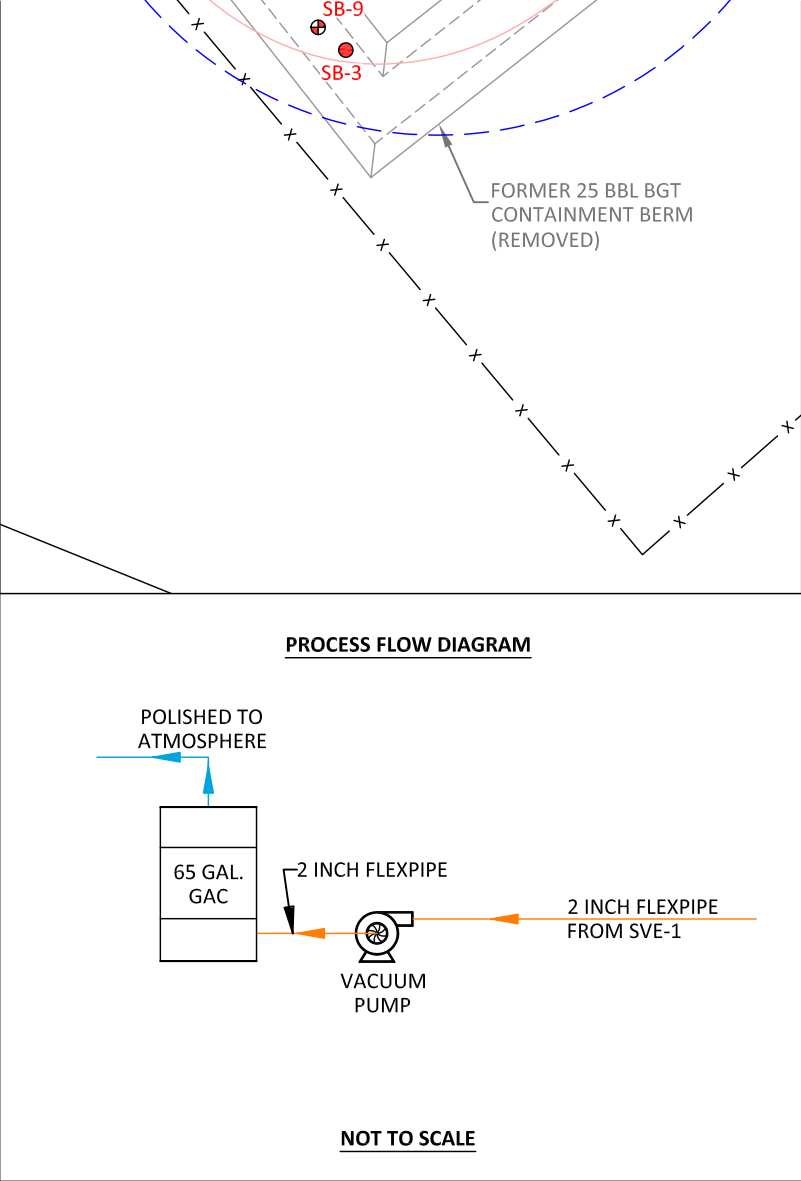 SB-9
SB-3
FORMER 25 BBL BGT
CONTAINMENT BERM
(REMOVED)
PROCESS FLOW DIAGRAM
POLISHED TO
ATMOSPHERE
65 GAL.
GAC
2 INCH FLEXPIPE
2 INCH FLEXPIPE
FROM SVE-1
VACUUM
PUMP
NOT TO SCALE